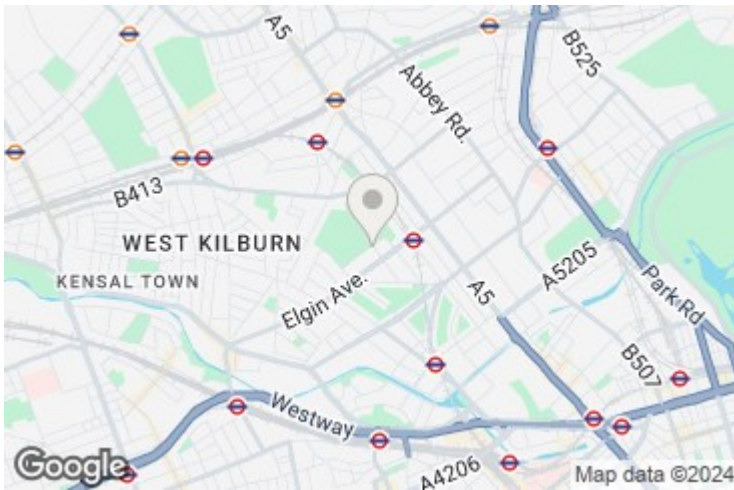 A5
B525
Abbey Rd.
B413
WEST KILBURN
KENSAL TOWN
Elgin Ave.
A5
A5205
Park Rd
B507
Westway
A4206
Google
Map data ©2024